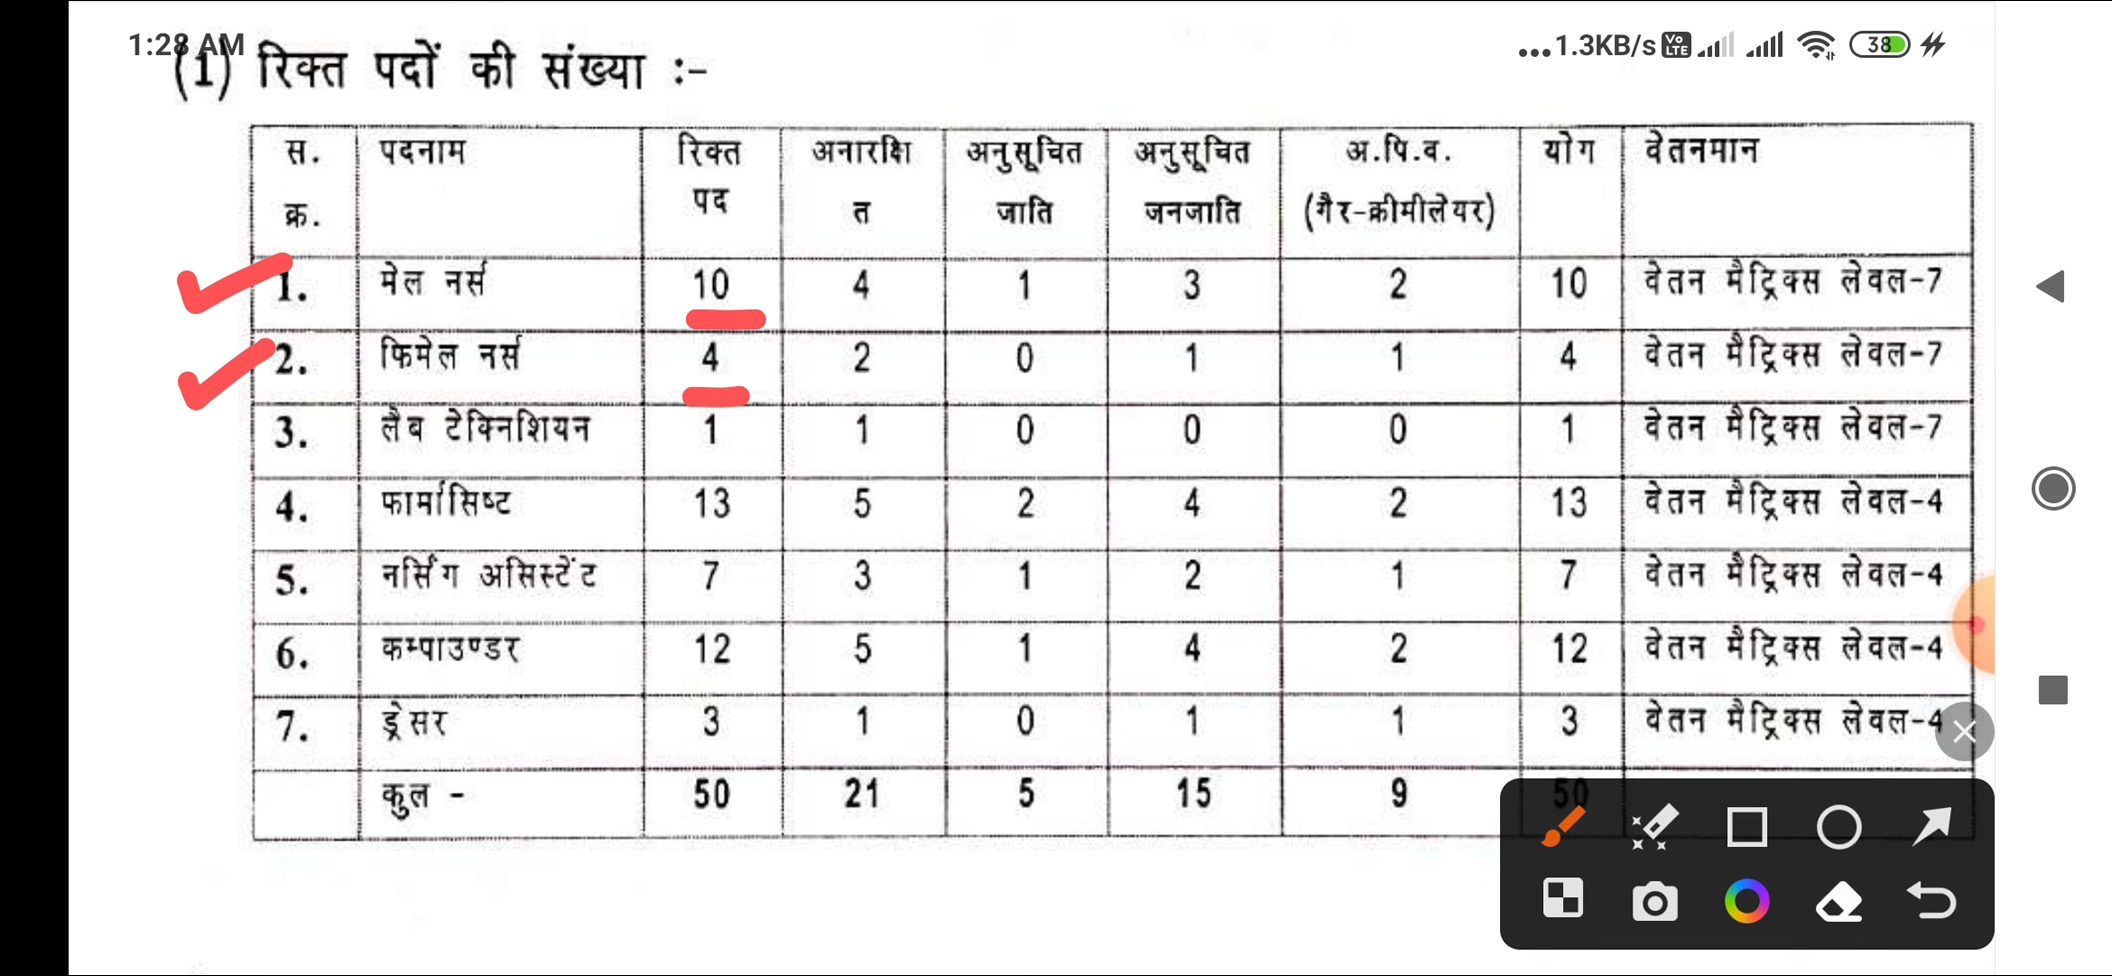 1:28 AM
...1.3KB/s Vo LTE 38
(1) रिक्त पदों की संख्या :-
स. क्र. पदनाम रिक्त पद अनारक्षित अनुसूचित जाति अनुसूचित जनजाति अ.पि.व. (गैर-क्रीमीलेयर) योग वेतनमान
1. मेल नर्स 10 4 1 3 2 10 वेतन मैट्रिक्स लेवल-7
2. फिमेल नर्स 4 2 0 1 1 4 वेतन मैट्रिक्स लेवल-7
3. लैब टेक्निशियन 1 1 0 0 0 1 वेतन मैट्रिक्स लेवल-7
4. फार्मासिष्ट 13 5 2 4 2 13 वेतन मैट्रिक्स लेवल-4
5. नर्सिंग असिस्टेंट 7 3 1 2 1 7 वेतन मैट्रिक्स लेवल-4
6. कम्पाउण्डर 12 5 1 4 2 12 वेतन मैट्रिक्स लेवल-4
7. ड्रेसर 3 1 0 1 1 3 वेतन मैट्रिक्स लेवल-4
कुल - 50 21 5 15 9 50